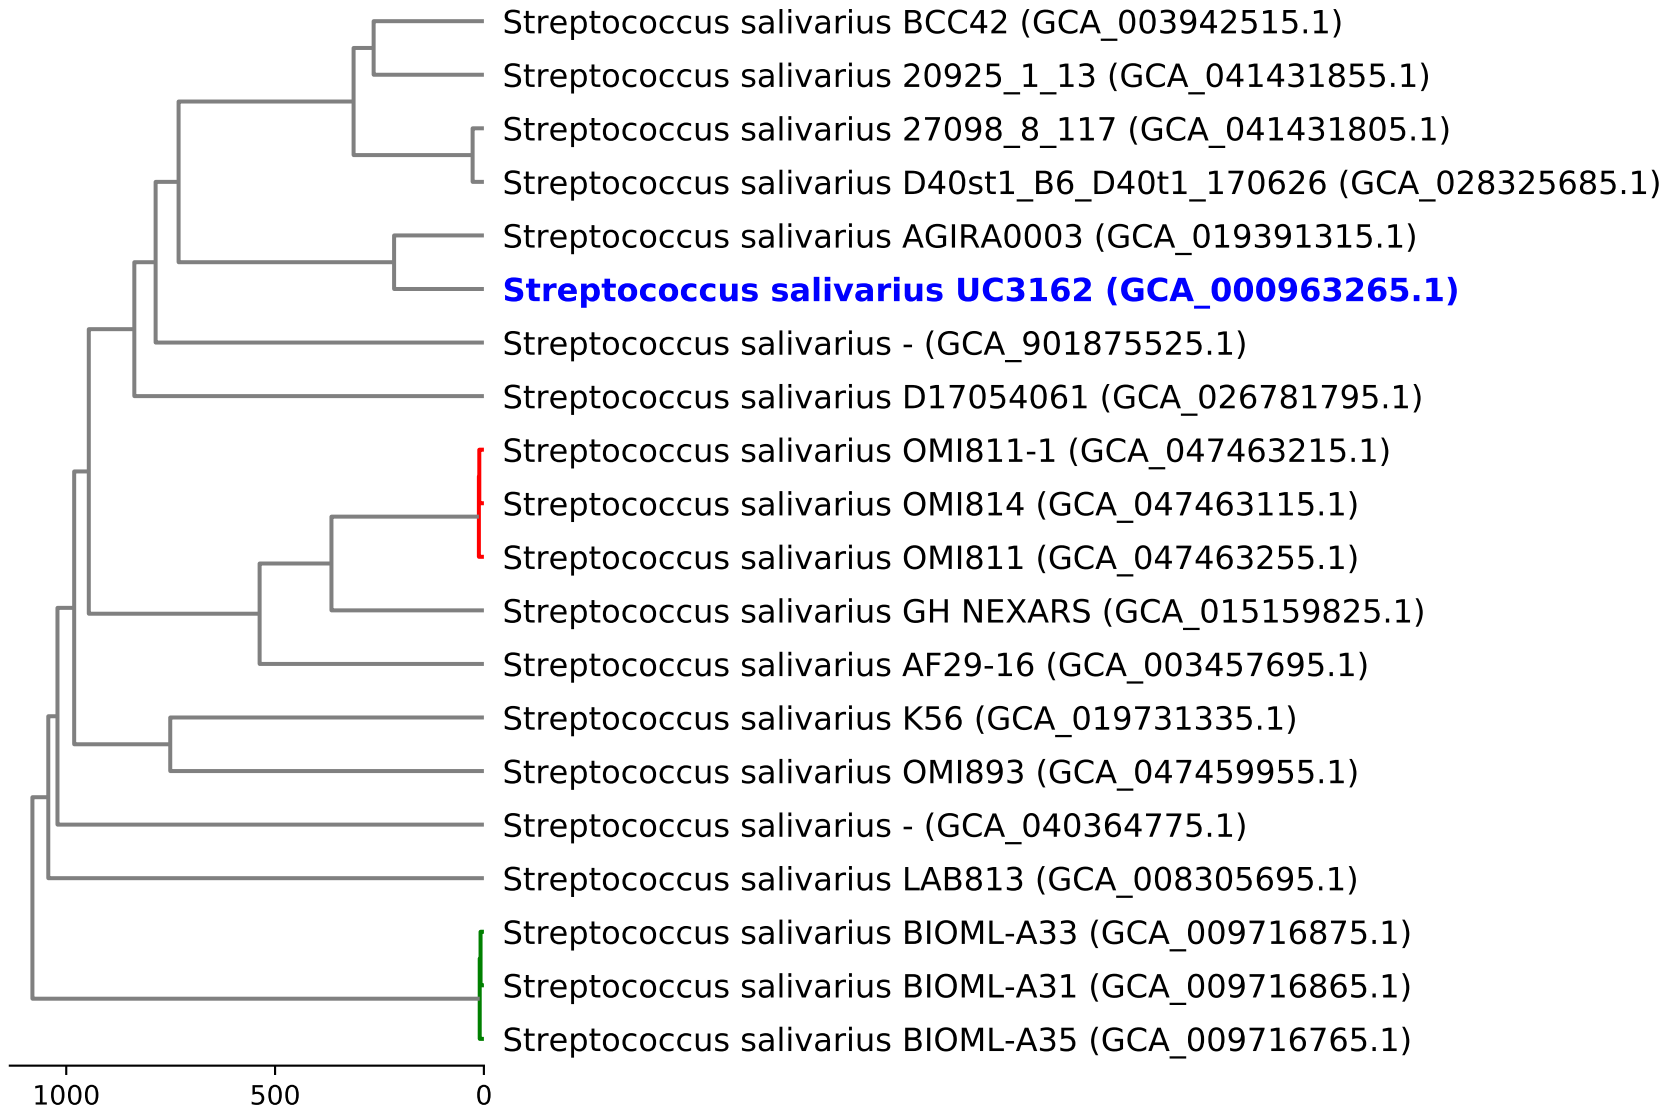 Streptococcus salivarius BCC42 (GCA_003942515.1)
Streptococcus salivarius 20925_1_13 (GCA_041431855.1)
Streptococcus salivarius 27098_8_117 (GCA_041431805.1)
Streptococcus salivarius D40st1_B6_D40t1_170626 (GCA_028325685.1)
Streptococcus salivarius AGIRA0003 (GCA_019391315.1)
Streptococcus salivarius UC3162 (GCA_000963265.1)
Streptococcus salivarius - (GCA_901875525.1)
Streptococcus salivarius D17054061 (GCA_026781795.1)
Streptococcus salivarius OMI811-1 (GCA_047463215.1)
Streptococcus salivarius OMI814 (GCA_047463115.1)
Streptococcus salivarius OMI811 (GCA_047463255.1)
Streptococcus salivarius GH NEXARS (GCA_015159825.1)
Streptococcus salivarius AF29-16 (GCA_003457695.1)
Streptococcus salivarius K56 (GCA_019731335.1)
Streptococcus salivarius OMI893 (GCA_047459955.1)
Streptococcus salivarius - (GCA_040364775.1)
Streptococcus salivarius LAB813 (GCA_008305695.1)
Streptococcus salivarius BIOML-A33 (GCA_009716875.1)
Streptococcus salivarius BIOML-A31 (GCA_009716865.1)
Streptococcus salivarius BIOML-A35 (GCA_009716765.1)
1000 500 0